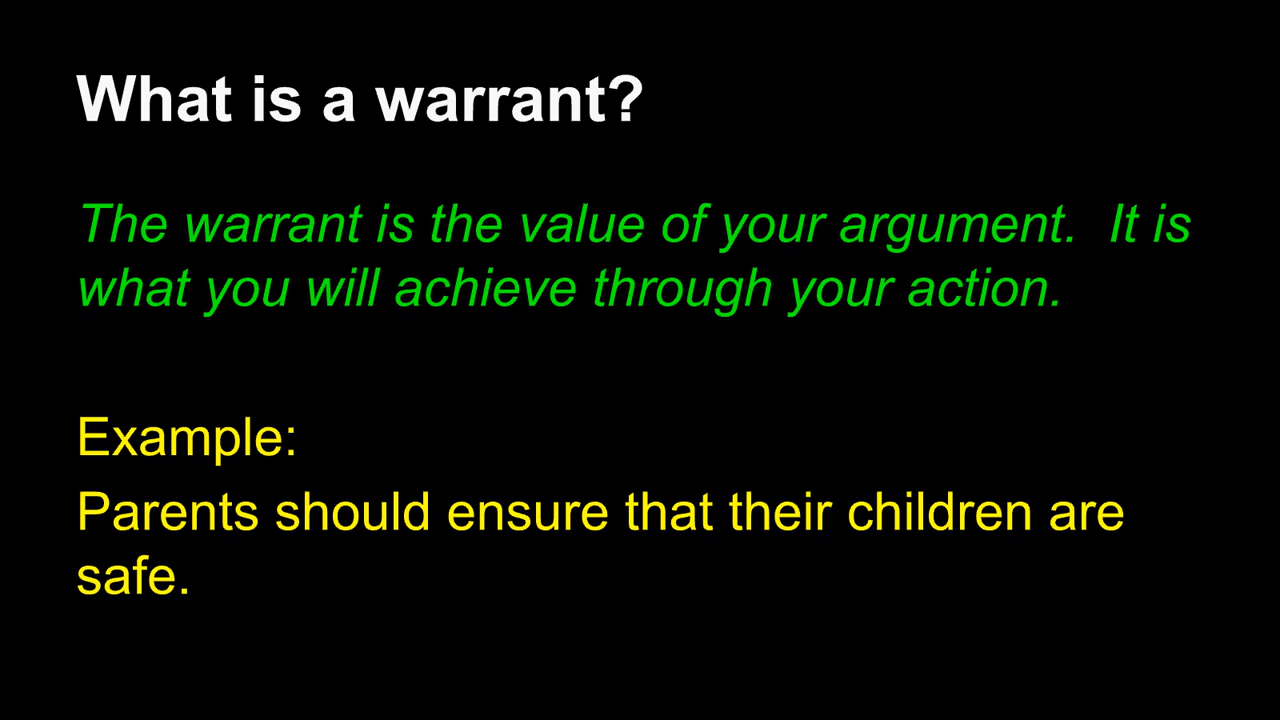 What is a warrant?
The warrant is the value of your argument.  It is
what you will achieve through your action.
Example:
Parents should ensure that their children are
safe.